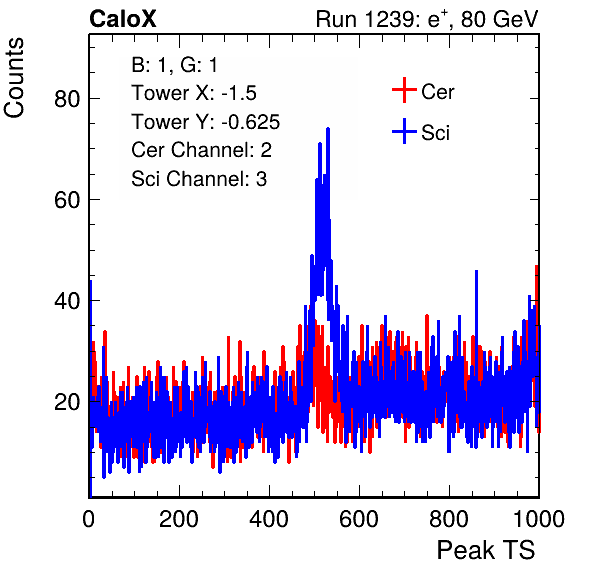 CaloX Run 1239: e⁺, 80 GeV
Counts
B: 1, G: 1
Tower X: -1.5
Tower Y: -0.625
Cer Channel: 2
Sci Channel: 3
Cer
Sci
80
60
40
20
0 200 400 600 800 1000
Peak TS